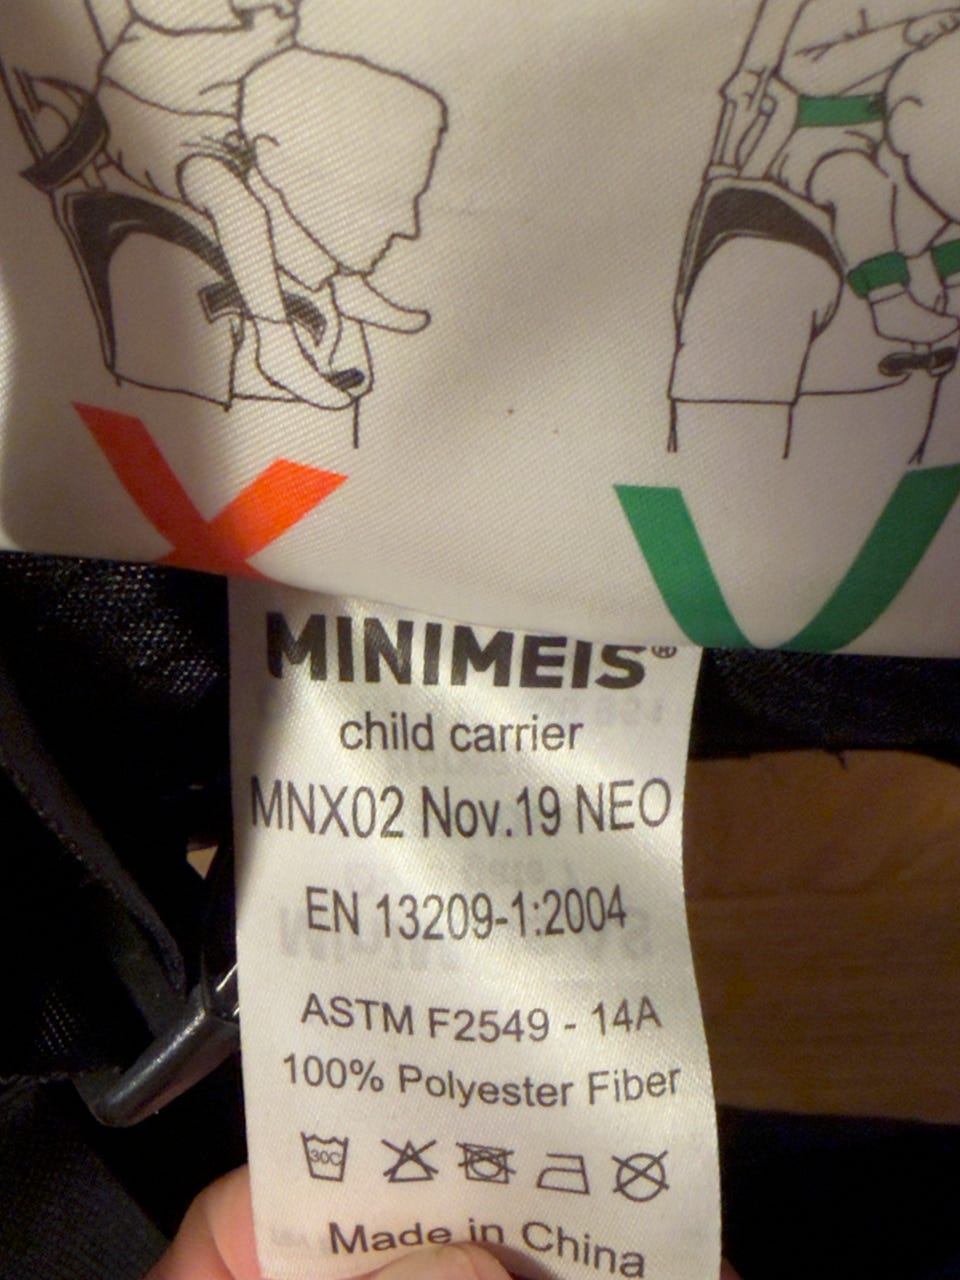 MINIMEIS®
child carrier
MNX02 Nov.19 NEO
EN 13209-1:2004
ASTM F2549 - 14A
100% Polyester Fiber
30C
Made in China